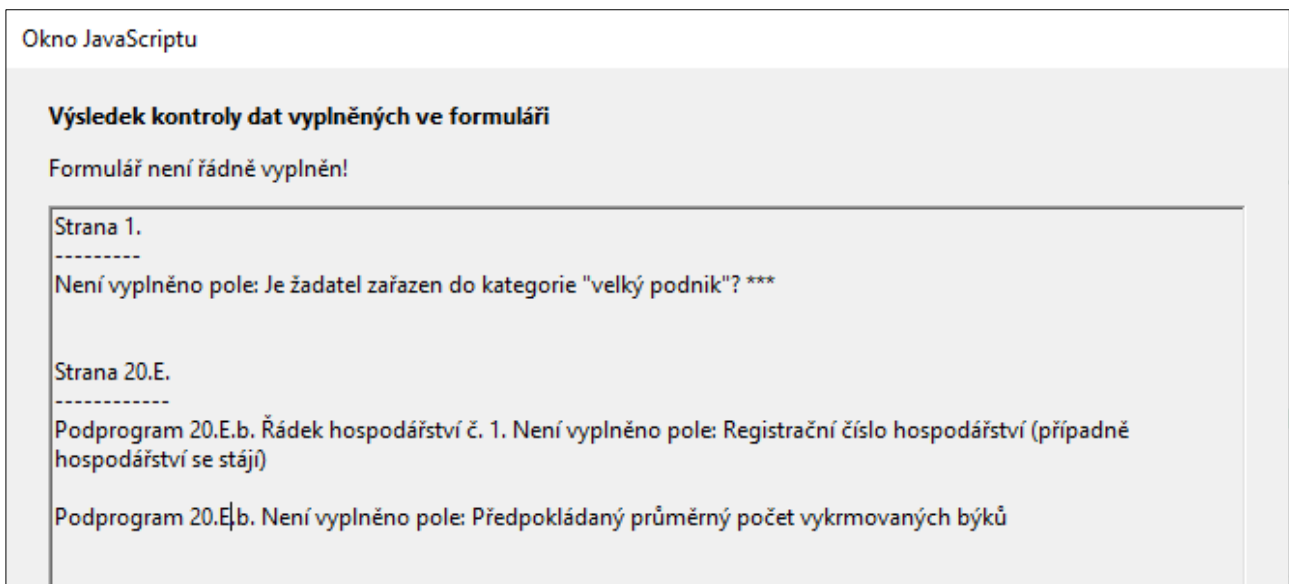 Okno JavaScriptu
Výsledek kontroly dat vyplněných ve formuláři
Formulář není řádně vyplněn!
Strana 1.
---------
Není vyplněno pole: Je žadatel zařazen do kategorie "velký podnik"? ***
Strana 20.E.
------------
Podprogram 20.E.b. Řádek hospodářství č. 1. Není vyplněno pole: Registrační číslo hospodářství (případně
hospodářství se stájí)
Podprogram 20.E.b. Není vyplněno pole: Předpokládaný průměrný počet vykrmovaných býků